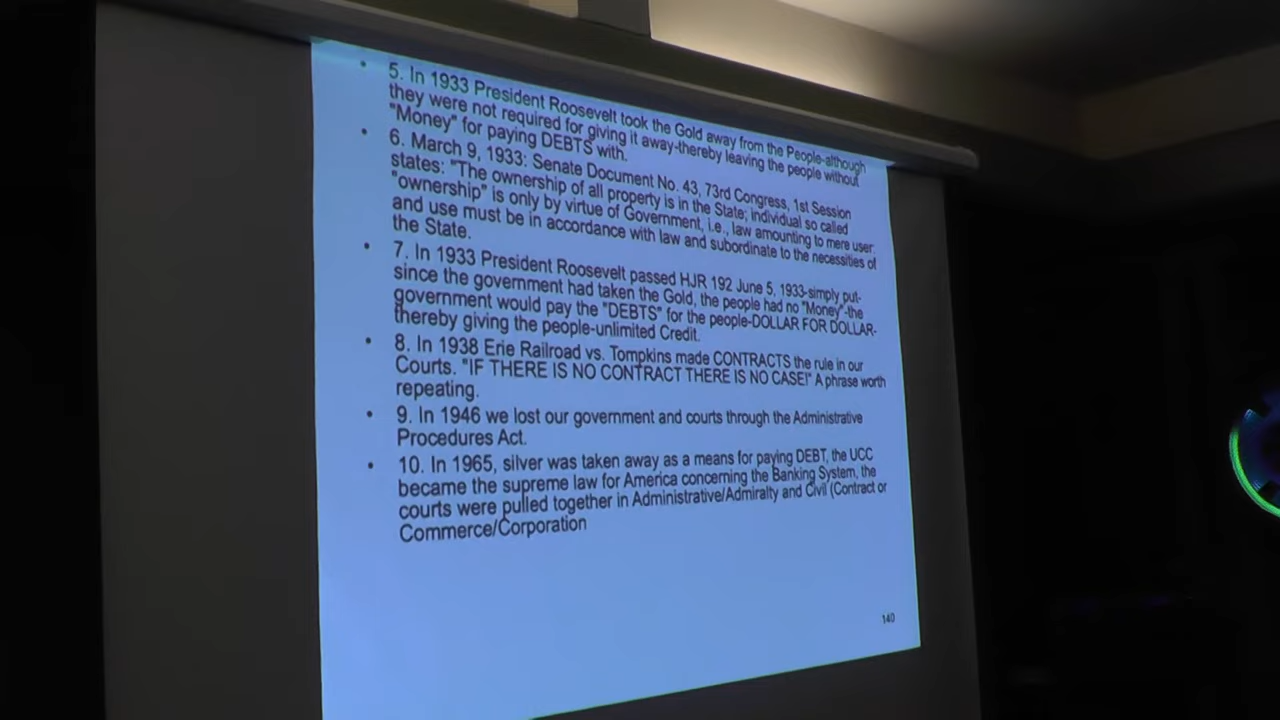 • 5. In 1933 President Roosevelt took the Gold away from the People-although
they were not required for giving it away-thereby leaving the people without
"Money" for paying DEBTS with.
• 6. March 9, 1933: Senate Document No. 43, 73rd Congress, 1st Session
states: "The ownership of all property is in the State; individual so called
"ownership" is only by virtue of Government, i.e., law amounting to mere user:
and use must be in accordance with law and subordinate to the necessities of
the State.
• 7. In 1933 President Roosevelt passed HJR 192 June 5, 1933-simply put-
since the government had taken the Gold, the people had no "Money"-the
government would pay the "DEBTS" for the people-DOLLAR FOR DOLLAR-
thereby giving the people-unlimited Credit.
• 8. In 1938 Erie Railroad vs. Tompkins made CONTRACTS the rule in our
Courts. "IF THERE IS NO CONTRACT THERE IS NO CASE!" A phrase worth
repeating.
• 9. In 1946 we lost our government and courts through the Administrative
Procedures Act.
• 10. In 1965, silver was taken away as a means for paying DEBT, the UCC
became the supreme law for America concerning the Banking System, the
courts were pulled together in Administrative/Admiralty and Civil (Contract or
Commerce/Corporation
140